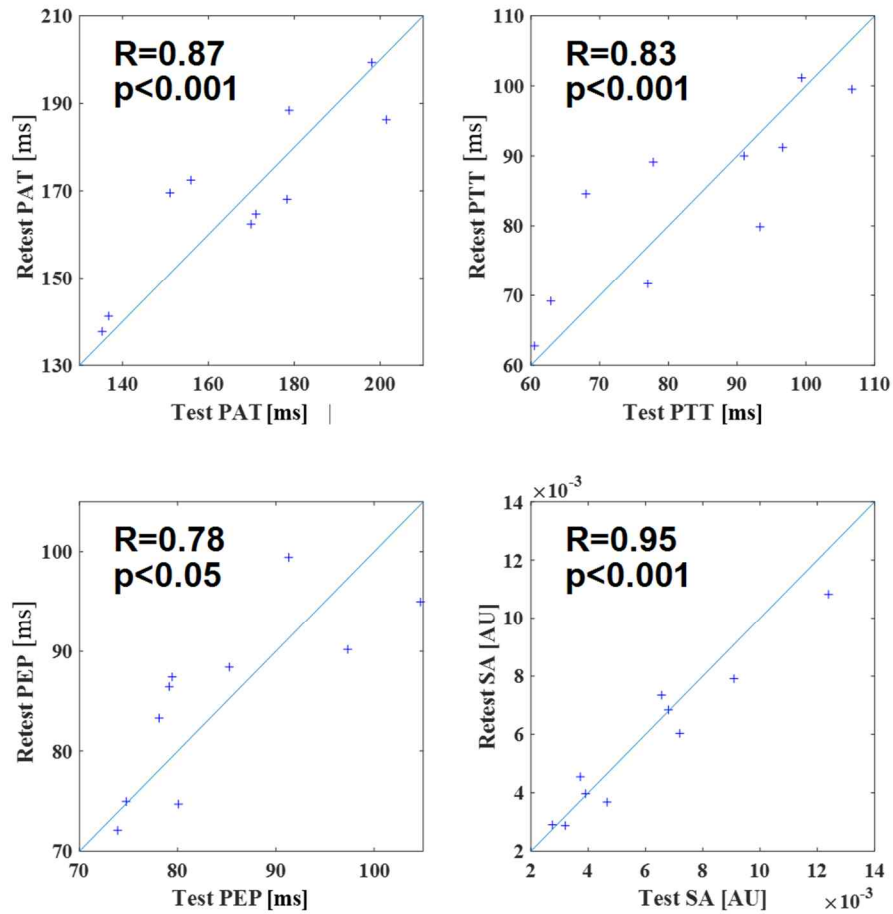 R=0.87
p<0.001
210
190
170
150
130
Retest PAT [ms]
140 160 180 200
Test PAT [ms] |
R=0.83
p<0.001
110
100
90
80
70
60
Retest PTT [ms]
60 70 80 90 100 110
Test PTT [ms]
R=0.78
p<0.05
100
90
80
70
Retest PEP [ms]
70 80 90 100
Test PEP [ms]
×10⁻³
R=0.95
p<0.001
14
12
10
8
6
4
2
Retest SA [AU]
2 4 6 8 10 12 14
Test SA [AU] ×10⁻³